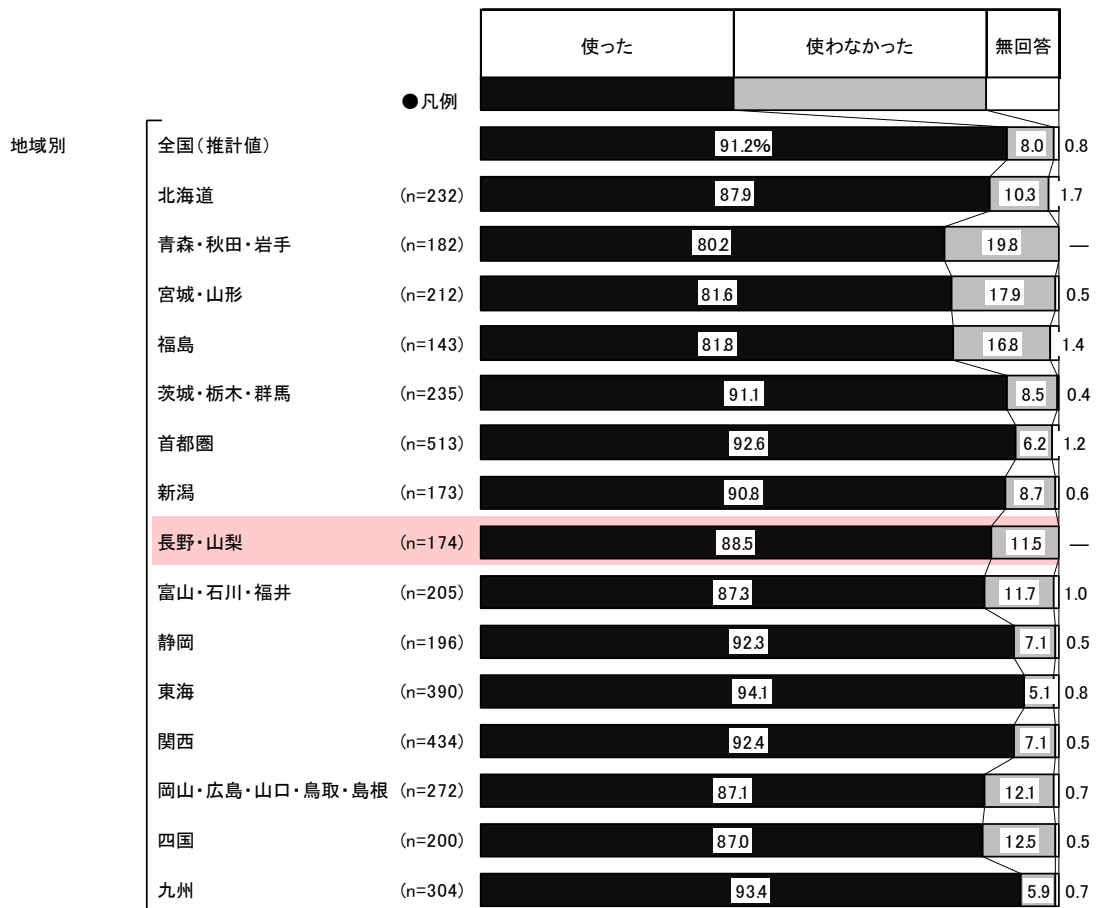 使った 使わなかった 無回答
●凡例
地域別 全国(推計値) 91.2% 8.0 0.8
北海道 (n=232) 87.9 10.3 1.7
青森・秋田・岩手 (n=182) 80.2 19.8 —
宮城・山形 (n=212) 81.6 17.9 0.5
福島 (n=143) 81.8 16.8 1.4
茨城・栃木・群馬 (n=235) 91.1 8.5 0.4
首都圏 (n=513) 92.6 6.2 1.2
新潟 (n=173) 90.8 8.7 0.6
長野・山梨 (n=174) 88.5 11.5 —
富山・石川・福井 (n=205) 87.3 11.7 1.0
静岡 (n=196) 92.3 7.1 0.5
東海 (n=390) 94.1 5.1 0.8
関西 (n=434) 92.4 7.1 0.5
岡山・広島・山口・鳥取・島根 (n=272) 87.1 12.1 0.7
四国 (n=200) 87.0 12.5 0.5
九州 (n=304) 93.4 5.9 0.7